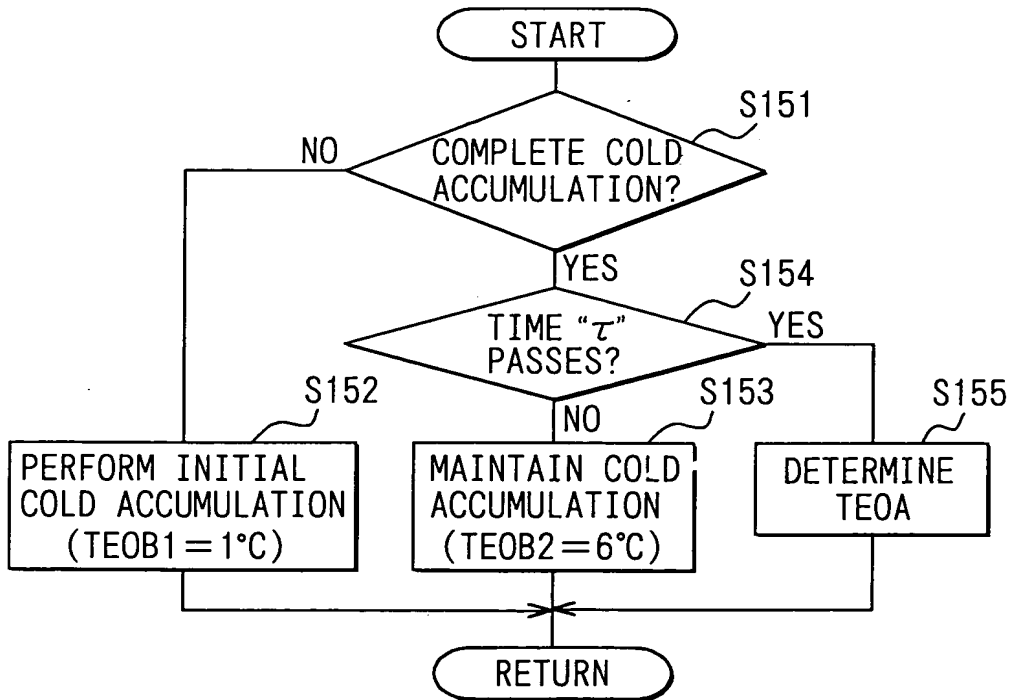 START
S151
NO
COMPLETE COLD
ACCUMULATION?
YES
S154
TIME “τ”
PASSES?
YES
S152
NO
S153
S155
PERFORM INITIAL
COLD ACCUMULATION
(TEOB1=1°C)
MAINTAIN COLD
ACCUMULATION
(TEOB2=6°C)
DETERMINE
TEOA
RETURN